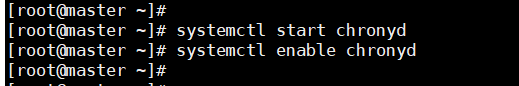 [root@master ~]#
[root@master ~]# systemctl start chronyd
[root@master ~]# systemctl enable chronyd
[root@master ~]#